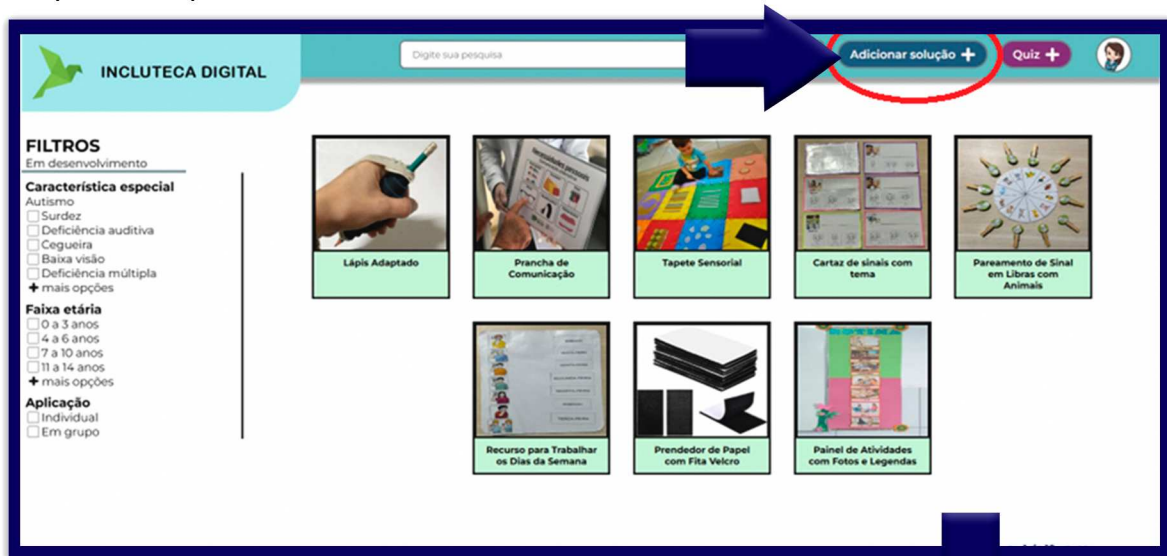 INCLUTECA DIGITAL
Digite sua pesquisa
Adicionar solução +
Quiz +
FILTROS
Em desenvolvimento
Característica especial
Autismo
Surdez
Deficiência auditiva
Cegueira
Baixa visão
Deficiência múltipla
+ mais opções
Faixa etária
0 a 3 anos
4 a 6 anos
7 a 10 anos
11 a 14 anos
+ mais opções
Aplicação
Individual
Em grupo
Necessidades pessoais
Lápis Adaptado
Prancha de
Comunicação
Tapete Sensorial
Cartaz de sinais com
tema
Pareamento de Sinal
em Libras com
Animais
Recurso para Trabalhar
os Dias da Semana
Prendedor de Papel
com Fita Velcro
Painel de Atividades
com Fotos e Legendas